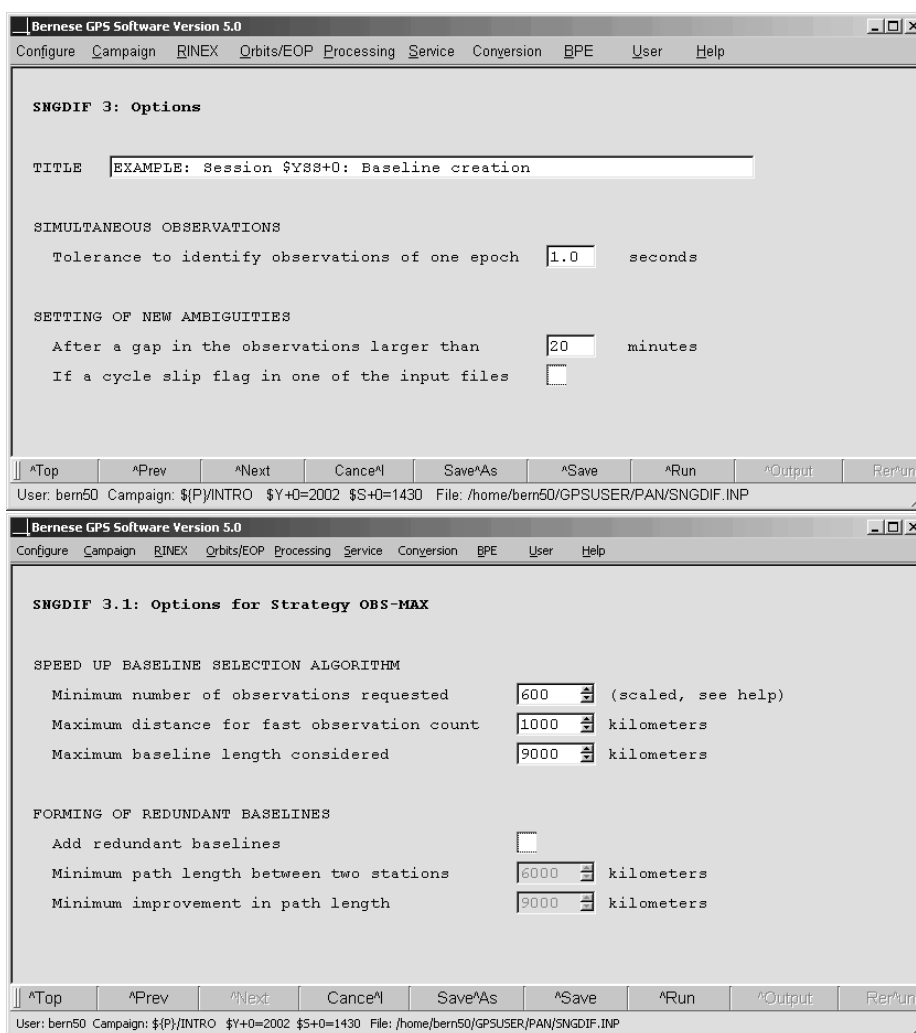 Bernese GPS Software Version 5.0
Configure Campaign RINEX Orbits/EOP Processing Service Conversion BPE User Help
SNGDIF 3: Options
TITLE EXAMPLE: Session $YSS+0: Baseline creation
SIMULTANEOUS OBSERVATIONS
Tolerance to identify observations of one epoch 1.0 seconds
SETTING OF NEW AMBIGUITIES
After a gap in the observations larger than 20 minutes
If a cycle slip flag in one of the input files
^Top ^Prev ^Next Cance^l Save^As ^Save ^Run ^Output Rer^un
User: bern50 Campaign: ${P}/INTRO $Y+0=2002 $S+0=1430 File: /home/bern50/GPSUSER/PAN/SNGDIF.INP
Bernese GPS Software Version 5.0
Configure Campaign RINEX Orbits/EOP Processing Service Conversion BPE User Help
SNGDIF 3.1: Options for Strategy OBS-MAX
SPEED UP BASELINE SELECTION ALGORITHM
Minimum number of observations requested 600 (scaled, see help)
Maximum distance for fast observation count 1000 kilometers
Maximum baseline length considered 9000 kilometers
FORMING OF REDUNDANT BASELINES
Add redundant baselines
Minimum path length between two stations 6000 kilometers
Minimum improvement in path length 9000 kilometers
^Top ^Prev ^Next Cance^l Save^As ^Save ^Run ^Output Rer^un
User: bern50 Campaign: ${P}/INTRO $Y+0=2002 $S+0=1430 File: /home/bern50/GPSUSER/PAN/SNGDIF.INP